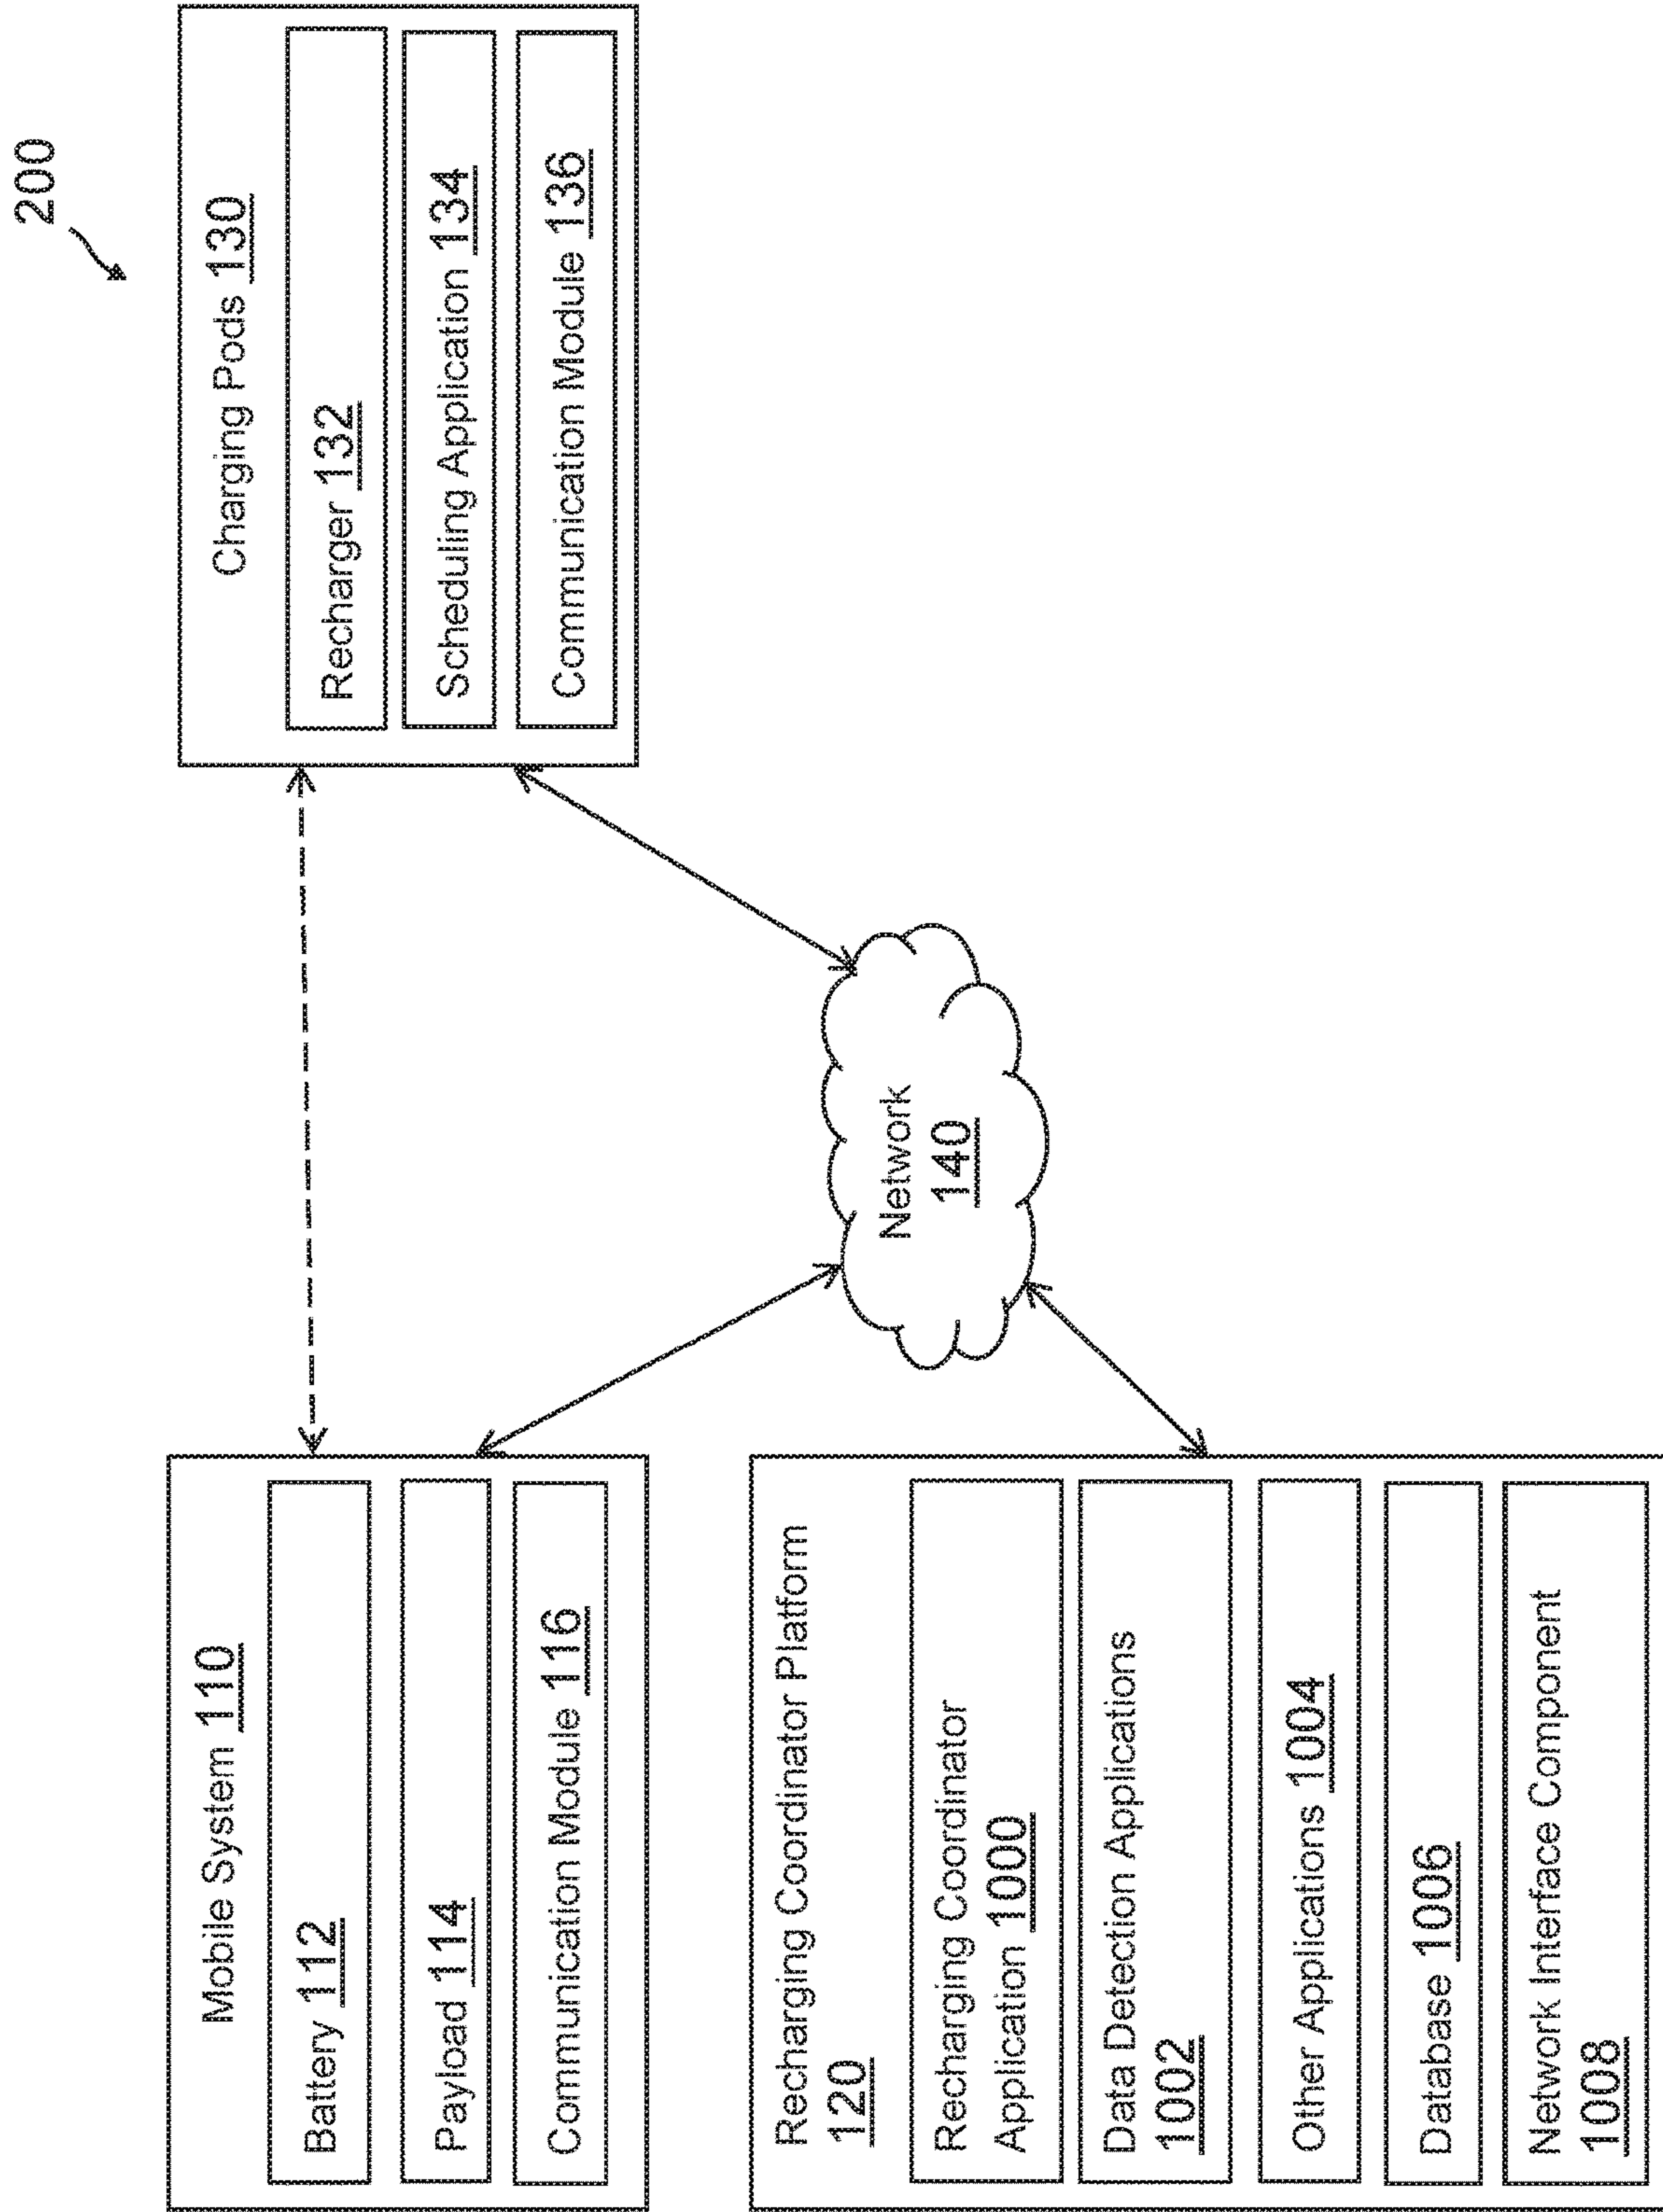 200
Mobile System 110
Battery 112
Payload 114
Communication Module 116
Charging Pods 130
Recharger 132
Scheduling Application 134
Communication Module 136
Network
140
Recharging Coordinator Platform
120
Recharging Coordinator
Application 1000
Data Detection Applications
1002
Other Applications 1004
Database 1006
Network Interface Component
1008